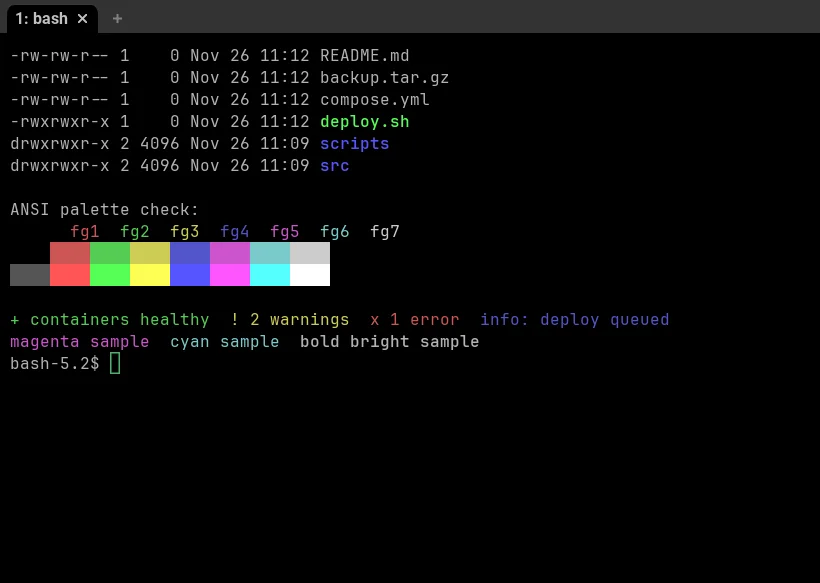 1: bash ✕ +
-rw-rw-r-- 1    0 Nov 26 11:12 README.md
-rw-rw-r-- 1    0 Nov 26 11:12 backup.tar.gz
-rw-rw-r-- 1    0 Nov 26 11:12 compose.yml
-rwxrwxr-x 1    0 Nov 26 11:12 deploy.sh
drwxrwxr-x 2 4096 Nov 26 11:09 scripts
drwxrwxr-x 2 4096 Nov 26 11:09 src
ANSI palette check:
fg1  fg2  fg3  fg4  fg5  fg6  fg7
+ containers healthy  ! 2 warnings  x 1 error  info: deploy queued
magenta sample  cyan sample  bold bright sample
bash-5.2$